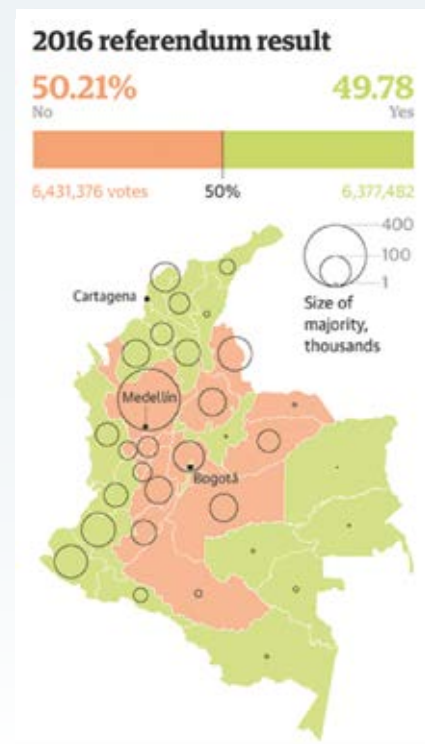 2016 referendum result
50.21% 49.78
No Yes
6,431,376 votes 50% 6,377,482
400
100
1
Size of
majority,
thousands
Cartagena
Medellín
Bogotá